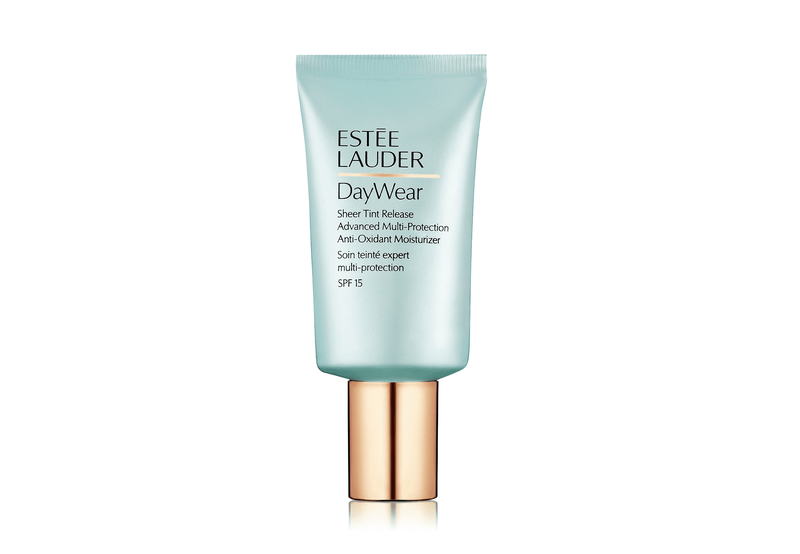 ESTĒE
LAUDER
DayWear
Sheer Tint Release
Advanced Multi-Protection
Anti-Oxidant Moisturizer
Soin teinté expert
multi-protection
SPF 15